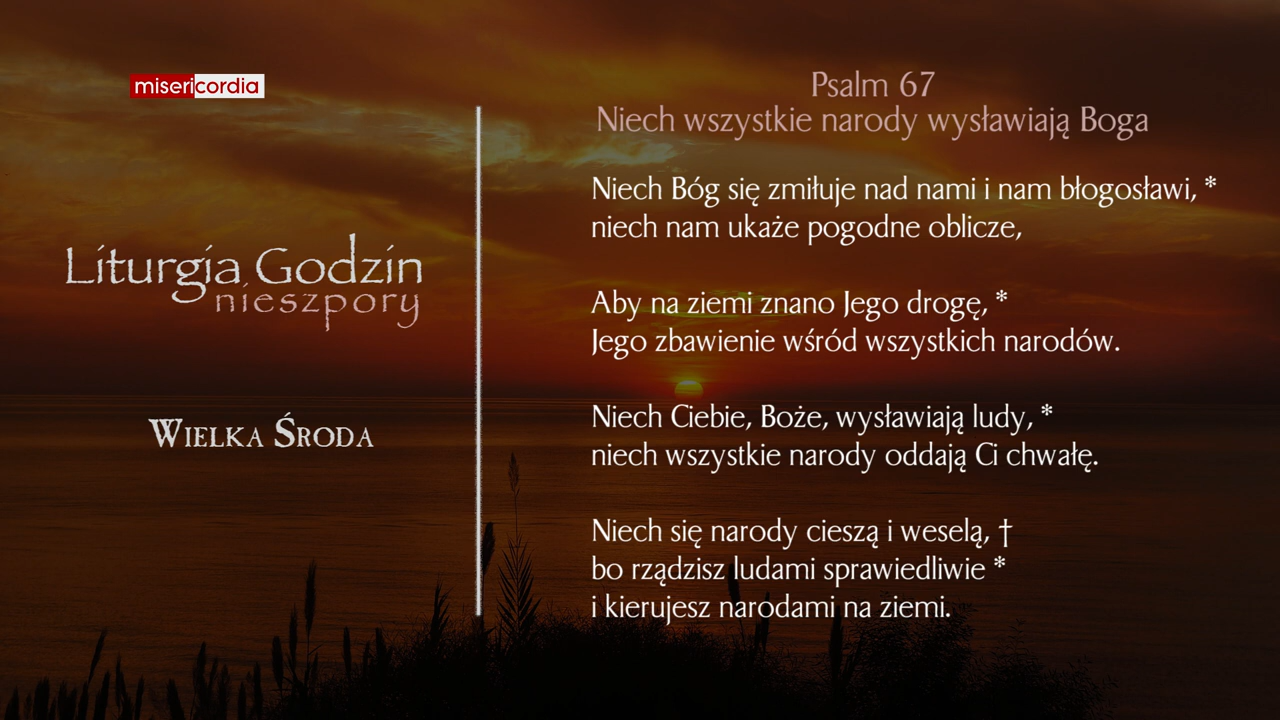 misericordia
Liturgia Godzin
nieszpory
Wielka Środa
Psalm 67
Niech wszystkie narody wysławiają Boga
Niech Bóg się zmiłuje nad nami i nam błogosławi, *
niech nam ukaże pogodne oblicze,
Aby na ziemi znano Jego drogę, *
Jego zbawienie wśród wszystkich narodów.
Niech Ciebie, Boże, wysławiają ludy, *
niech wszystkie narody oddają Ci chwałę.
Niech się narody cieszą i weselą, †
bo rządzisz ludami sprawiedliwie *
i kierujesz narodami na ziemi.